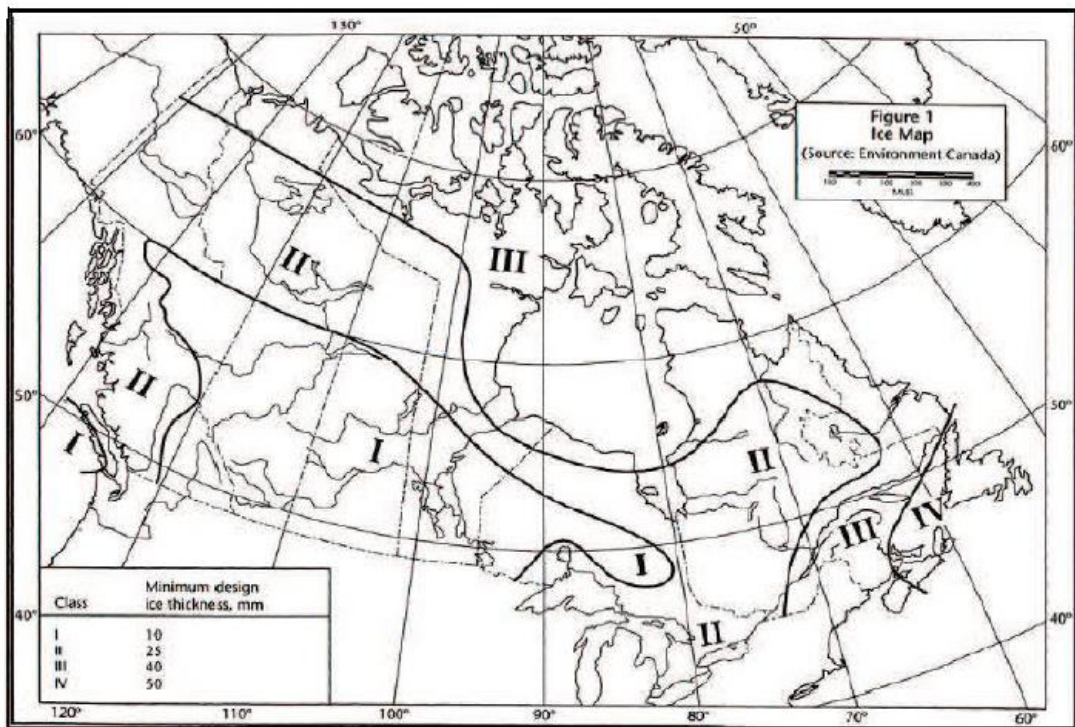 130°
50°
60°
Figure 1
Ice Map
(Source: Environment Canada)
60°
III
II
II
50°
50°
I
I
II
IV
III
I
Minimum design
Class ice thickness, mm
I 10
II 25
III 40
IV 50
II
40°
40°
120° 110° 100° 90° 80° 70° 60°